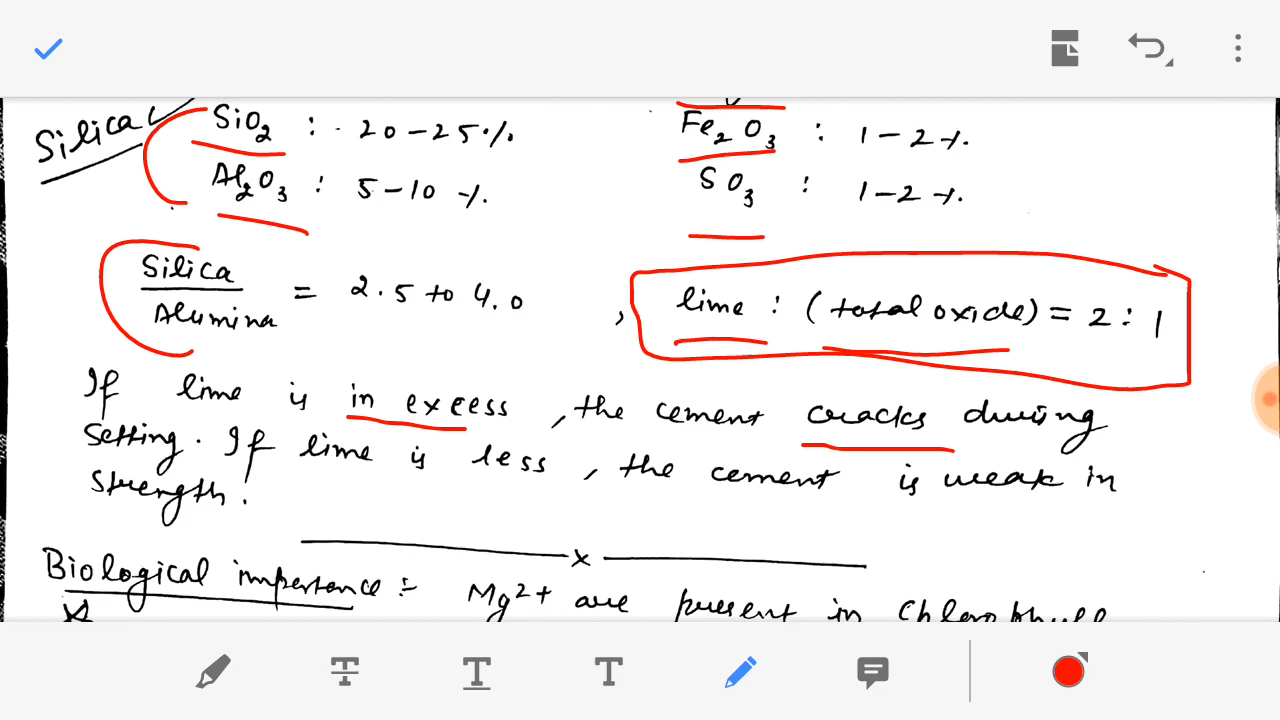 Silica
SiO2 : 20-25% Fe2O3 : 1-2%.
Al2O3 : 5-10 %. SO3 : 1-2 %.
Silica / Alumina = 2.5 to 4.0 , lime : (total oxide) = 2 : 1
If lime is in excess , the cement cracks during
setting. If lime is less , the cement is weak in
strength.
x
Biological importance :- Mg2+ are present in Chlorophyll
T T T